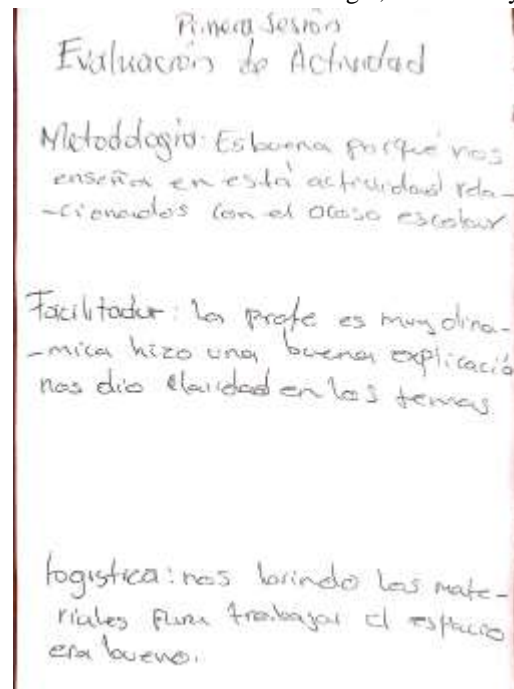 Primera Sesión
Evaluación de Actividad
Metodología: Es buena porqué nos
enseña en está actividad rela-
-cionados con el acoso escolar
Facilitador: la profe es muy dina-
-mica hizo una buena explicació
nos dio claridad en los temas
logistica: nos brindo los mate-
riales para trabajar el espacio
era bueno.